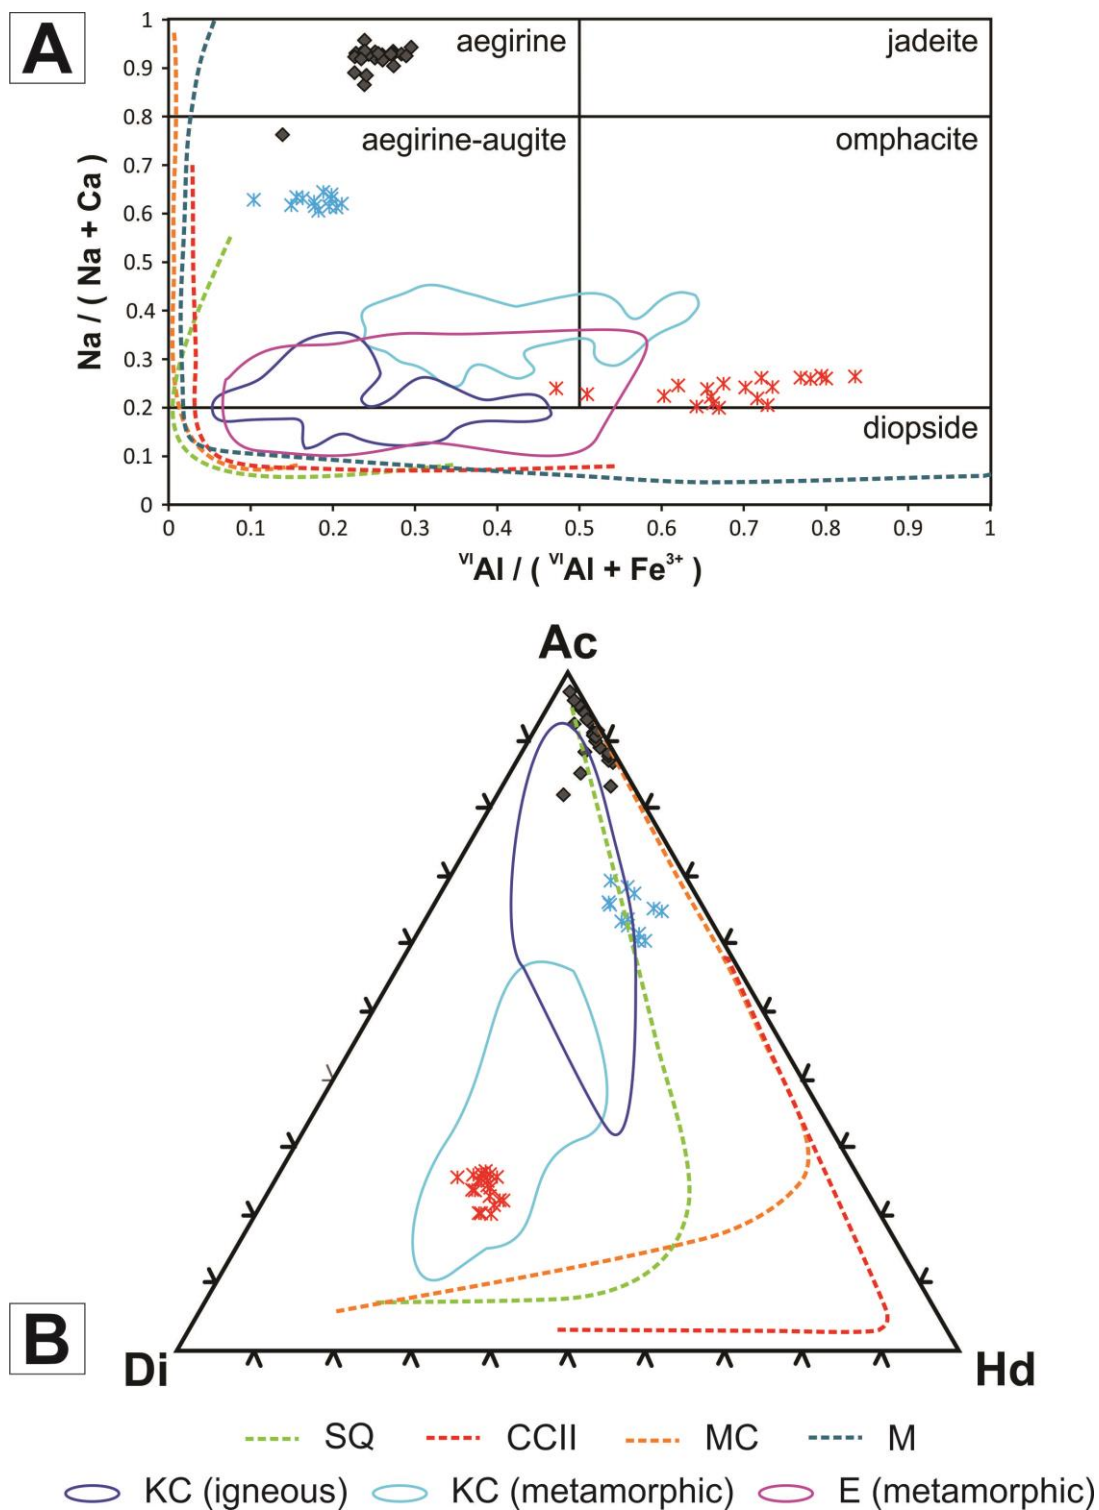 A
1
0.9
0.8
0.7
0.6
0.5
0.4
0.3
0.2
0.1
0
Na / ( Na + Ca )
aegirine
jadeite
aegirine-augite
omphacite
diopside
0 0.1 0.2 0.3 0.4 0.5 0.6 0.7 0.8 0.9 1
ⱽᴵAl / ( ⱽᴵAl + Fe³⁺ )
Ac
B
Di
Hd
SQ CCII MC M
KC (igneous) KC (metamorphic) E (metamorphic)